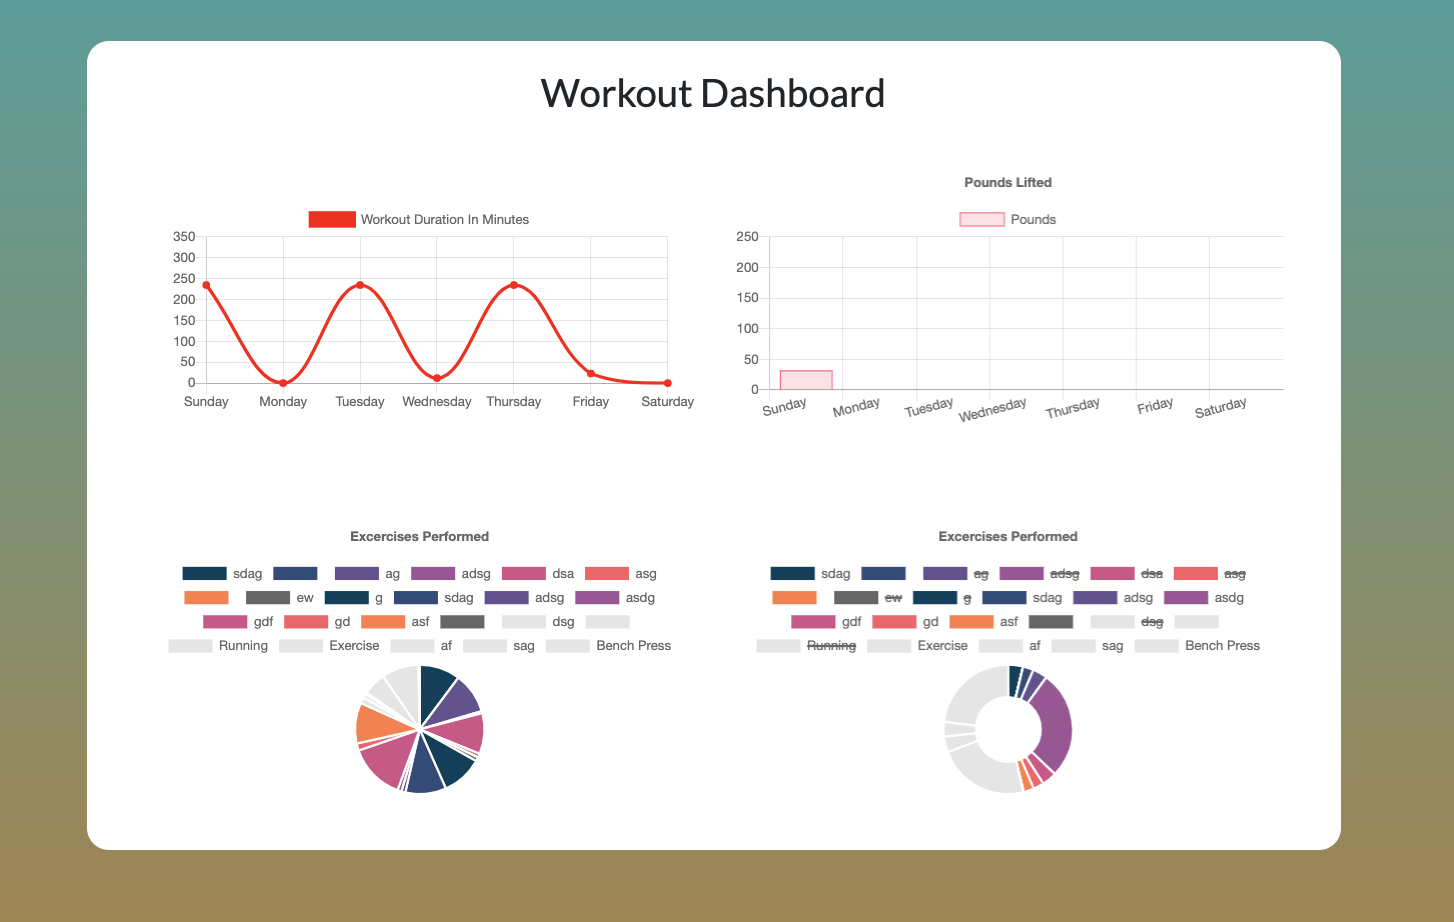 Workout Dashboard
Workout Duration In Minutes
350
300
250
200
150
100
50
0
Sunday Monday Tuesday Wednesday Thursday Friday Saturday
Pounds Lifted
Pounds
250
200
150
100
50
0
Sunday Monday Tuesday Wednesday Thursday Friday Saturday
Excercises Performed
sdag ag adsg dsa asg
ew g sdag adsg asdg
gdf gd asf dsg
Running Exercise af sag Bench Press
Excercises Performed
sdag ag adsg dsa asg
ew g sdag adsg asdg
gdf gd asf dsg
Running Exercise af sag Bench Press